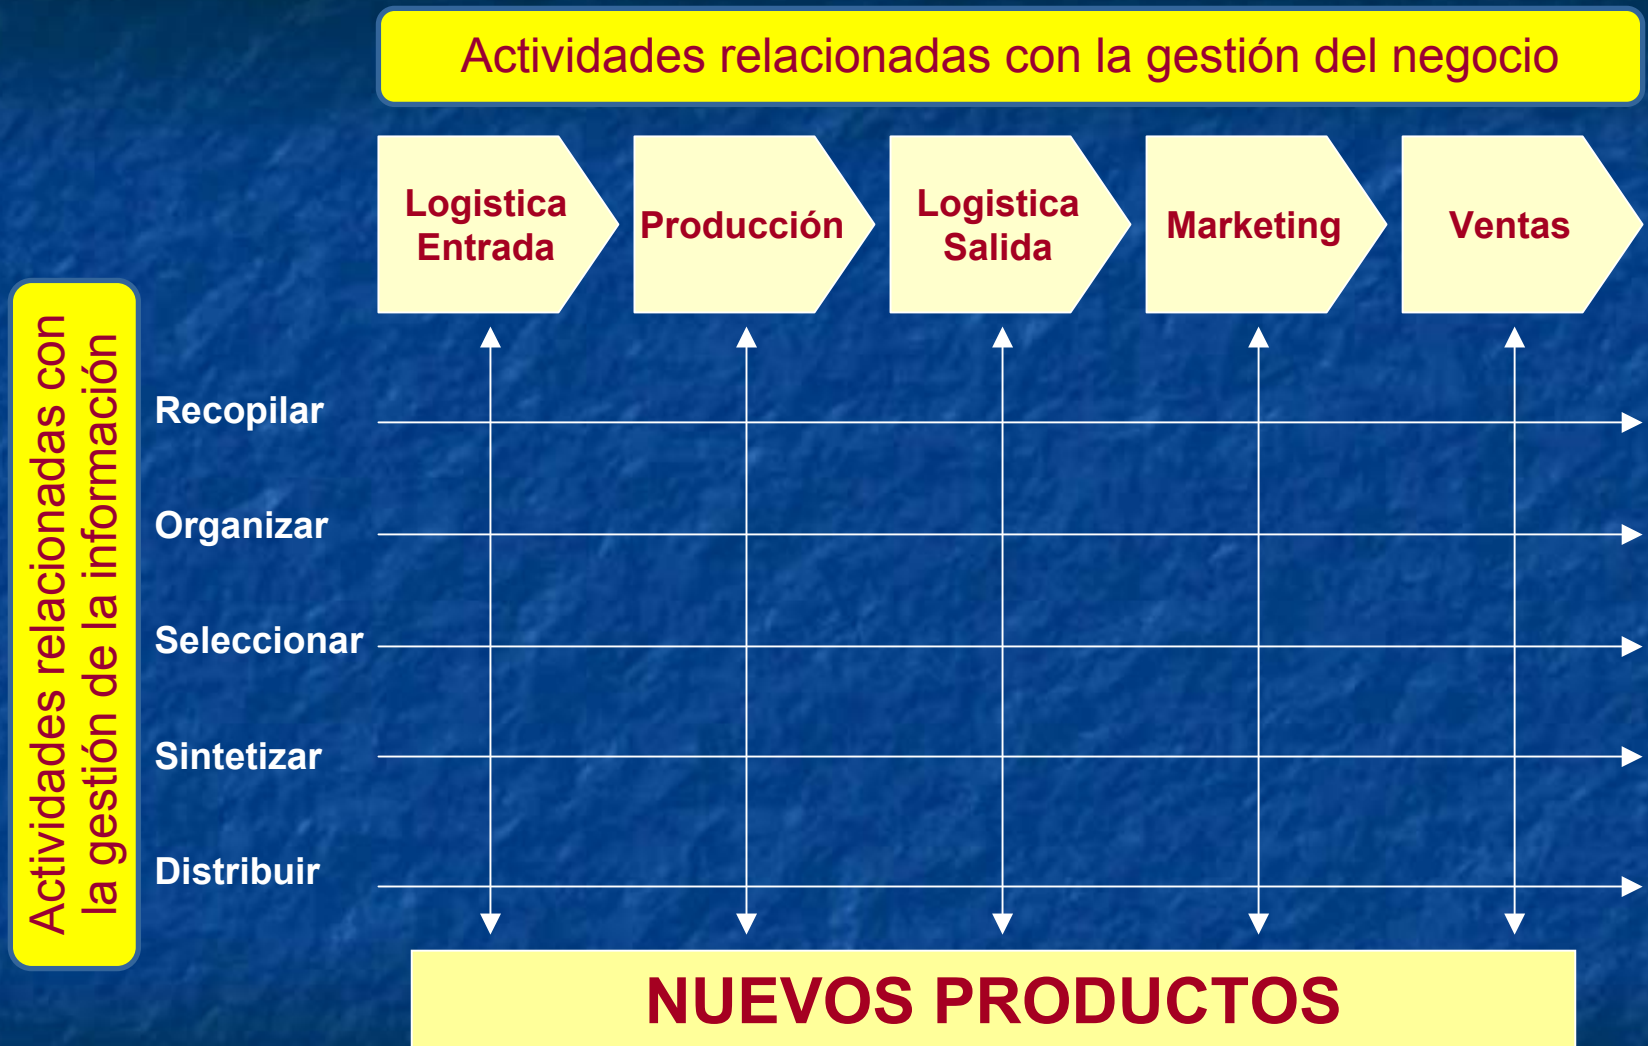 Actividades relacionadas con la gestión del negocio
Logistica
Entrada
Producción
Logistica
Salida
Marketing
Ventas
Actividades relacionadas con
la gestión de la información
Recopilar
Organizar
Seleccionar
Sintetizar
Distribuir
NUEVOS PRODUCTOS